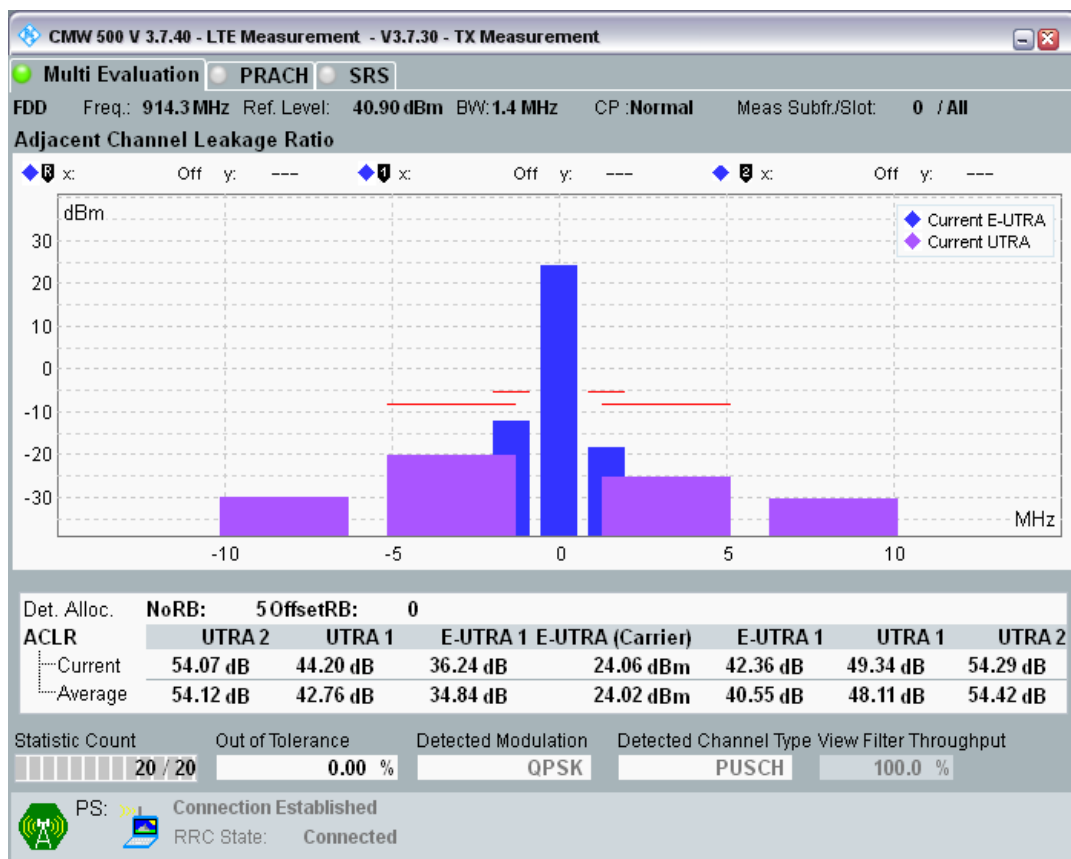 CMW 500 V 3.7.40 - LTE Measurement - V3.7.30 - TX Measurement
Multi Evaluation PRACH SRS
FDD Freq.: 914.3 MHz Ref. Level: 40.90 dBm BW: 1.4 MHz CP :Normal Meas Subfr./Slot: 0 / All
Adjacent Channel Leakage Ratio
R x: Off y: --- 1 x: Off y: --- 2 x: Off y: ---
dBm
Current E-UTRA
Current UTRA
30
20
10
0
-10
-20
-30
MHz
-10 -5 0 5 10
Det. Alloc. NoRB: 5 OffsetRB: 0
ACLR UTRA 2 UTRA 1 E-UTRA 1 E-UTRA (Carrier) E-UTRA 1 UTRA 1 UTRA 2
Current 54.07 dB 44.20 dB 36.24 dB 24.06 dBm 42.36 dB 49.34 dB 54.29 dB
Average 54.12 dB 42.76 dB 34.84 dB 24.02 dBm 40.55 dB 48.11 dB 54.42 dB
Statistic Count Out of Tolerance Detected Modulation Detected Channel Type View Filter Throughput
20 / 20 0.00 % QPSK PUSCH 100.0 %
PS: Connection Established
RRC State: Connected